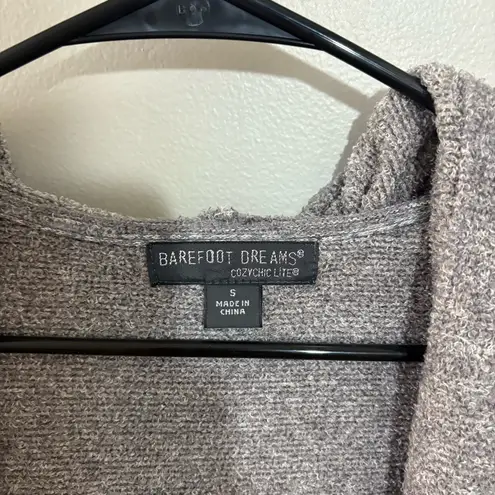 BAREFOOT DREAMS®
COZYCHIC LITE®
S
MADE IN
CHINA